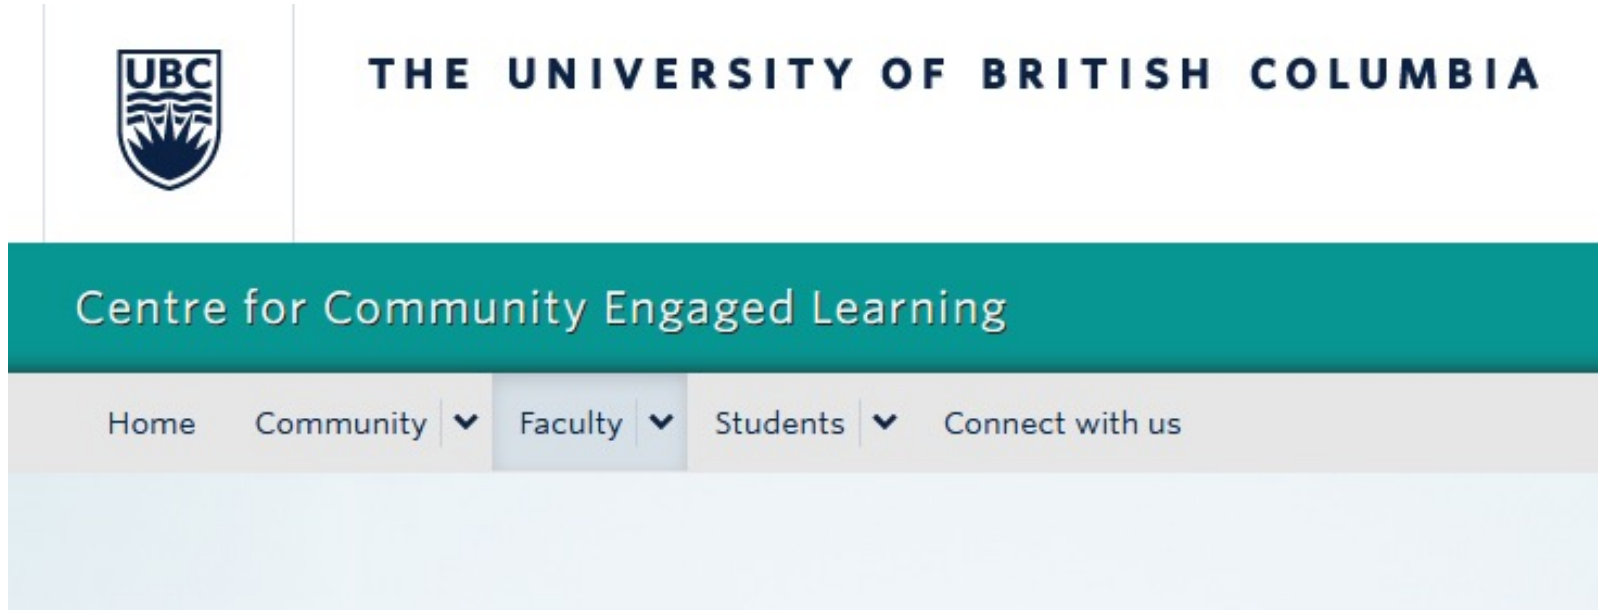 UBC
THE UNIVERSITY OF BRITISH COLUMBIA
Centre for Community Engaged Learning
Home Community Faculty Students Connect with us